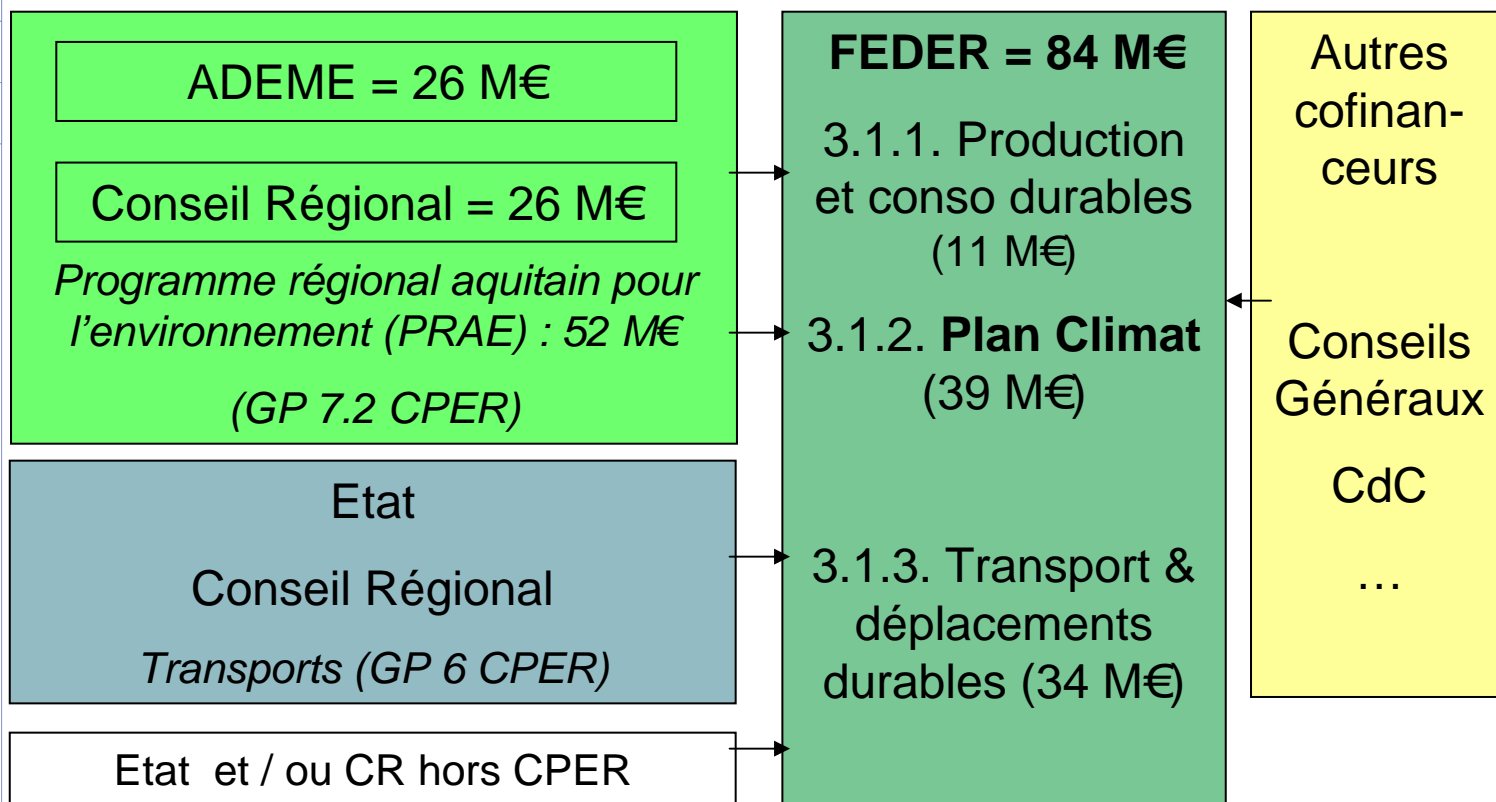 ADEME = 26 M€
Conseil Régional = 26 M€
Programme régional aquitain pour
l'environnement (PRAE) : 52 M€
(GP 7.2 CPER)
Etat
Conseil Régional
Transports (GP 6 CPER)
Etat et / ou CR hors CPER
FEDER = 84 M€
3.1.1. Production
et conso durables
(11 M€)
3.1.2. Plan Climat
(39 M€)
3.1.3. Transport &
déplacements
durables (34 M€)
Autres
cofinan-
ceurs
Conseils
Généraux
CdC
…